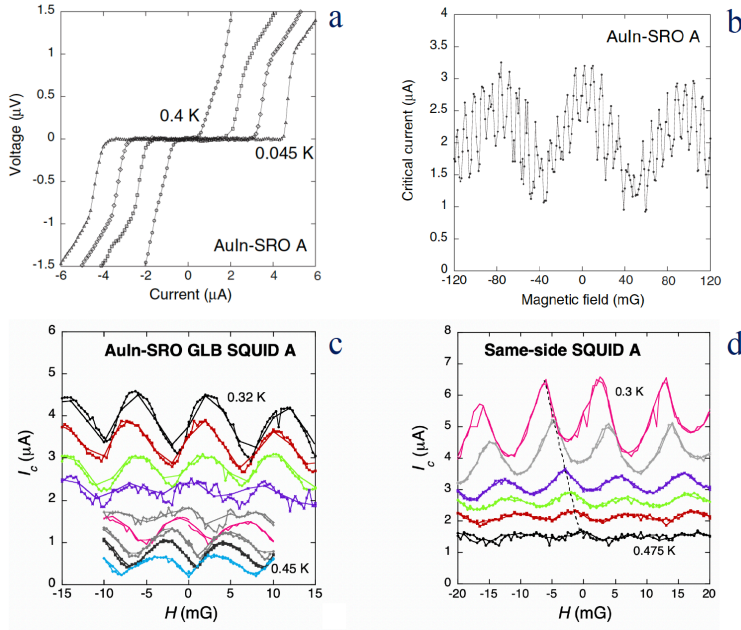 a
1.5
1
0.5
0
-0.5
-1
-1.5
Voltage (μV)
0.4 K
0.045 K
AuIn-SRO A
-6 -4 -2 0 2 4 6
Current (μA)
b
4
3.5
3
2.5
2
1.5
1
0.5
0
Critical current (μA)
AuIn-SRO A
-120 -80 -40 0 40 80 120
Magnetic field (mG)
c
6
5
4
3
2
1
0
Ic (μA)
AuIn-SRO GLB SQUID A
0.32 K
0.45 K
-15 -10 -5 0 5 10 15
H (mG)
d
8
7
6
5
4
3
2
1
0
Ic (μA)
Same-side SQUID A
0.3 K
0.475 K
-20 -15 -10 -5 0 5 10 15 20
H (mG)